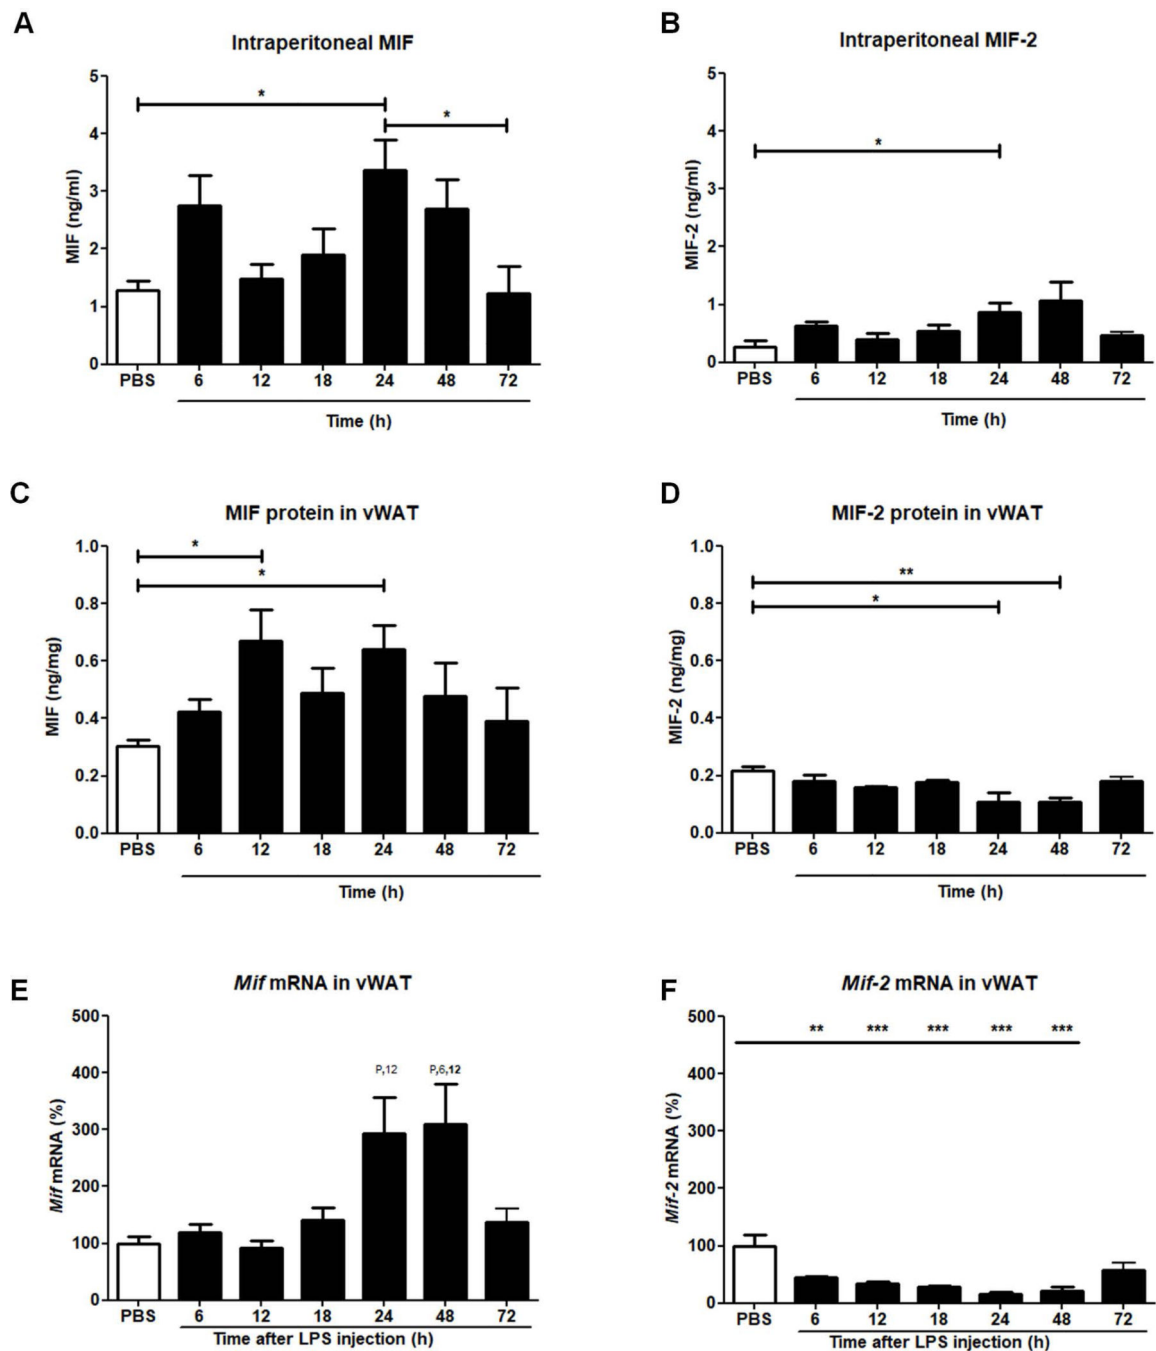 A
Intraperitoneal MIF
MIF (ng/ml)
5
4
3
2
1
0
*
*
PBS 6 12 18 24 48 72
Time (h)
B
Intraperitoneal MIF-2
MIF-2 (ng/ml)
5
4
3
2
1
0
*
PBS 6 12 18 24 48 72
Time (h)
C
MIF protein in vWAT
MIF (ng/mg)
1.0
0.8
0.6
0.4
0.2
0.0
*
*
PBS 6 12 18 24 48 72
Time (h)
D
MIF-2 protein in vWAT
MIF-2 (ng/mg)
1.0
0.8
0.6
0.4
0.2
0.0
**
*
PBS 6 12 18 24 48 72
Time (h)
E
Mif mRNA in vWAT
Mif mRNA (%)
500
400
300
200
100
0
P,12 P,6,12
PBS 6 12 18 24 48 72
Time after LPS injection (h)
F
Mif-2 mRNA in vWAT
Mif-2 mRNA (%)
500
400
300
200
100
0
** *** *** *** ***
PBS 6 12 18 24 48 72
Time after LPS injection (h)